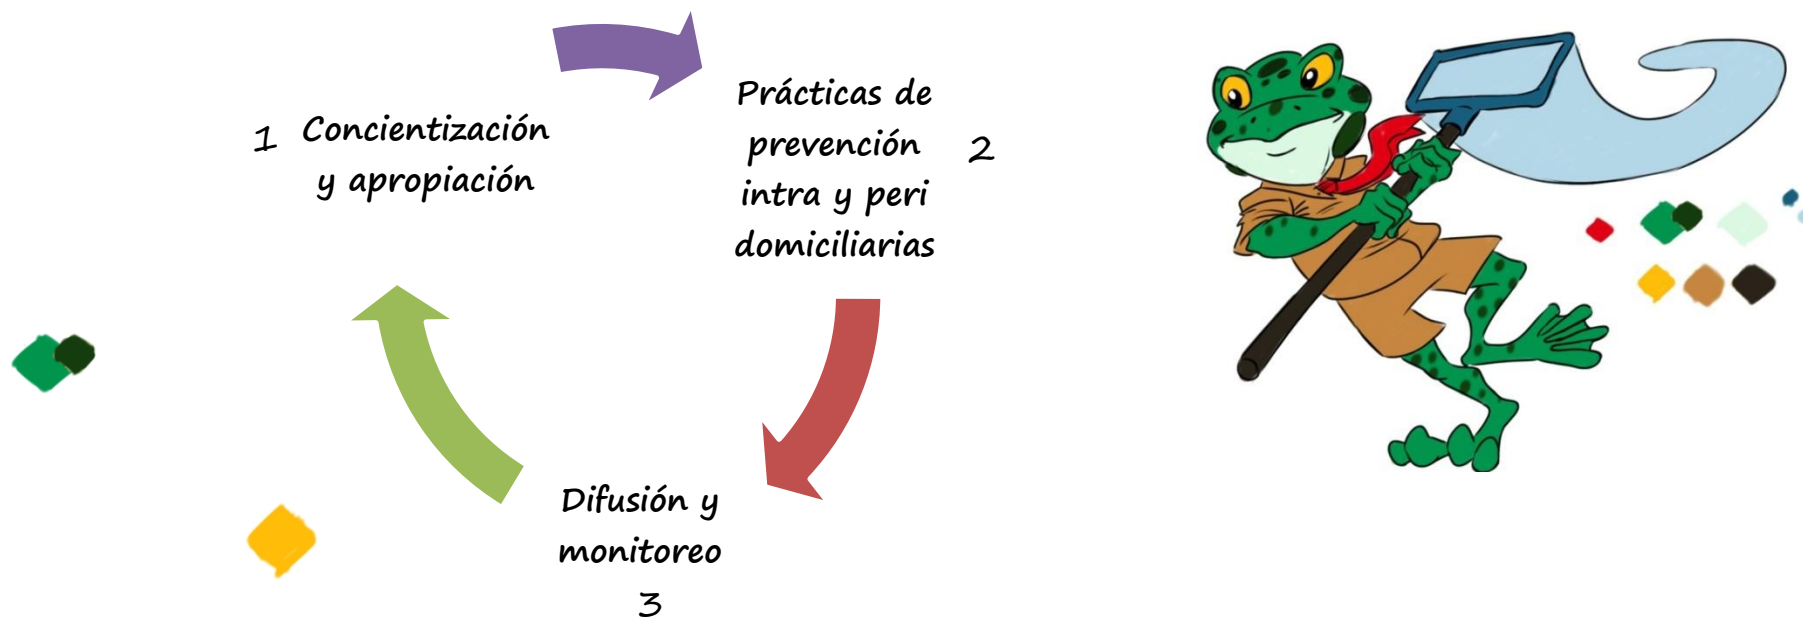 1
Concientización
y apropiación
Prácticas de
prevención
intra y peri
domiciliarias
2
Difusión y
monitoreo
3